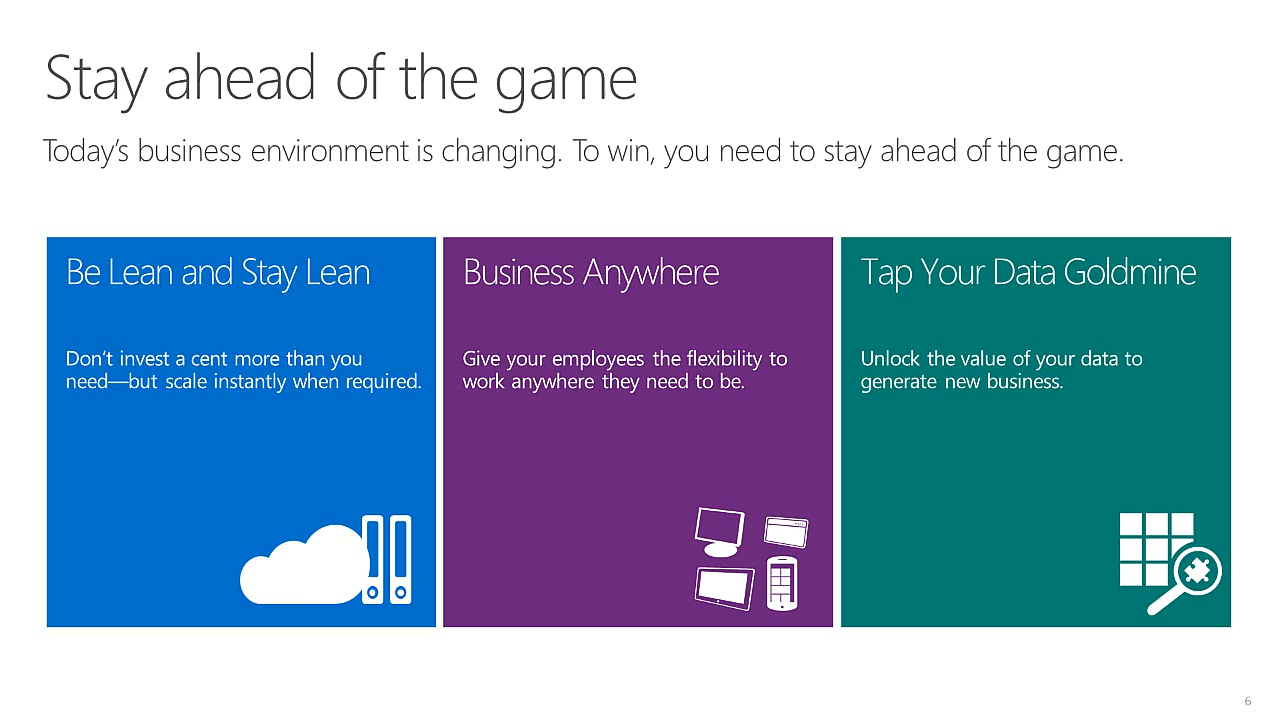 Stay ahead of the game
Today’s business environment is changing. To win, you need to stay ahead of the game.
Be Lean and Stay Lean
Don’t invest a cent more than you
need—but scale instantly when required.
Business Anywhere
Give your employees the flexibility to
work anywhere they need to be.
Tap Your Data Goldmine
Unlock the value of your data to
generate new business.
6